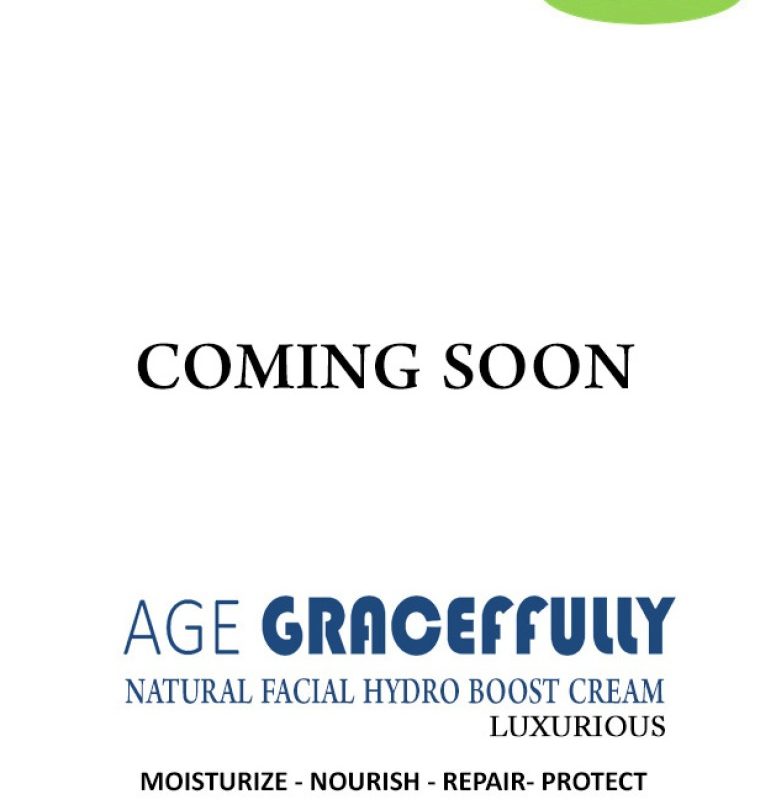 COMING SOON
AGE GRACEFFULLY
NATURAL FACIAL HYDRO BOOST CREAM
LUXURIOUS
MOISTURIZE - NOURISH - REPAIR- PROTECT